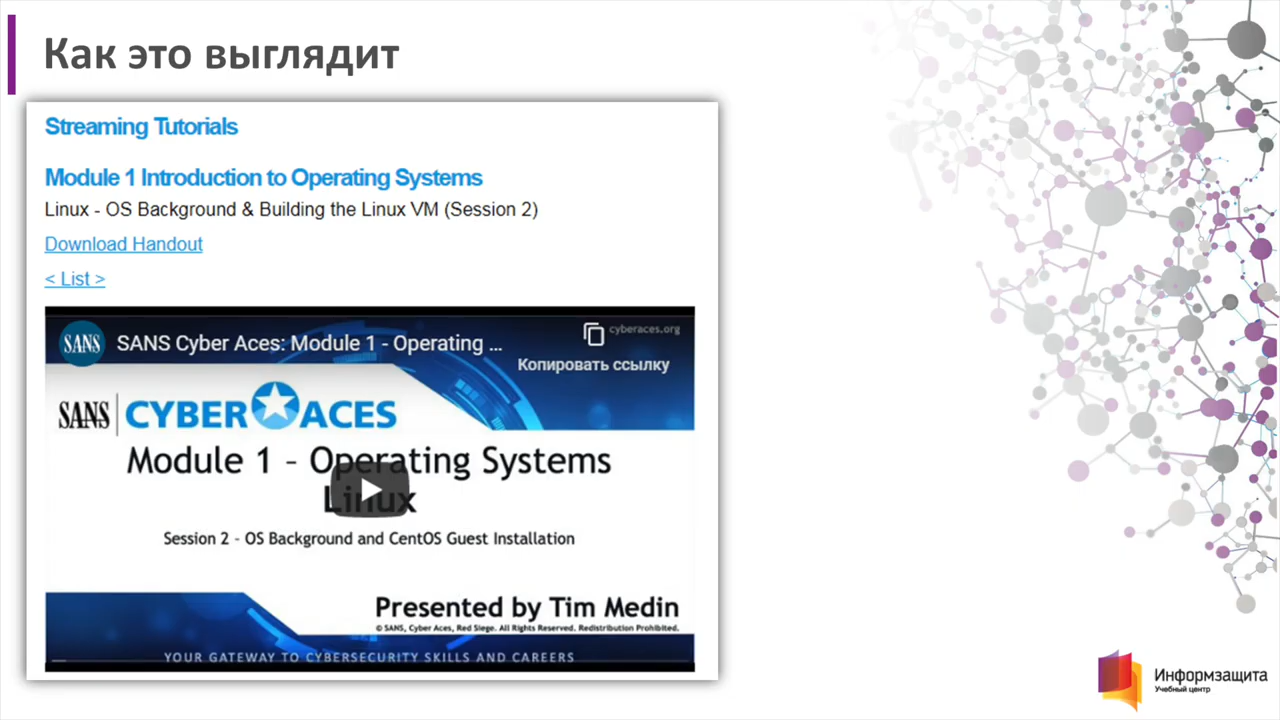 Как это выглядит
Streaming Tutorials
Module 1 Introduction to Operating Systems
Linux - OS Background & Building the Linux VM (Session 2)
Download Handout
< List >
SANS
SANS Cyber Aces: Module 1 - Operating ...
cyberaces.org
Копировать ссылку
SANS CYBER ACES
Module 1 – Operating Systems
Linux
Session 2 – OS Background and CentOS Guest Installation
Presented by Tim Medin
© SANS, Cyber Aces, Red Siege. All Rights Reserved. Redistribution Prohibited.
YOUR GATEWAY TO CYBERSECURITY SKILLS AND CAREERS
Информзащита
Учебный центр